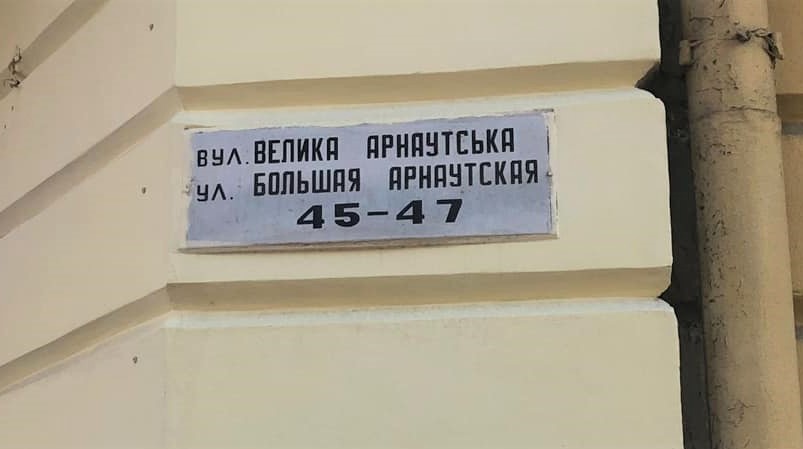 вул. ВЕЛИКА АРНАУТСЬКА
ул. БОЛЬШАЯ АРНАУТСКАЯ
45-47